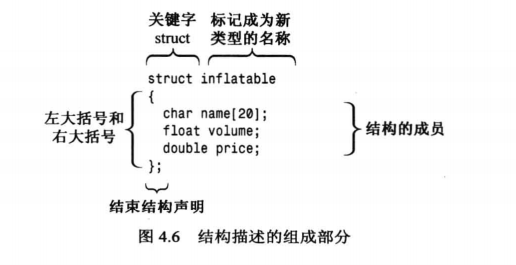 关键字 标记成为新
struct 类型的名称
struct inflatable
{
左大括号和 char name[20];
右大括号 float volume; 结构的成员
double price;
};
结束结构声明
图 4.6 结构描述的组成部分